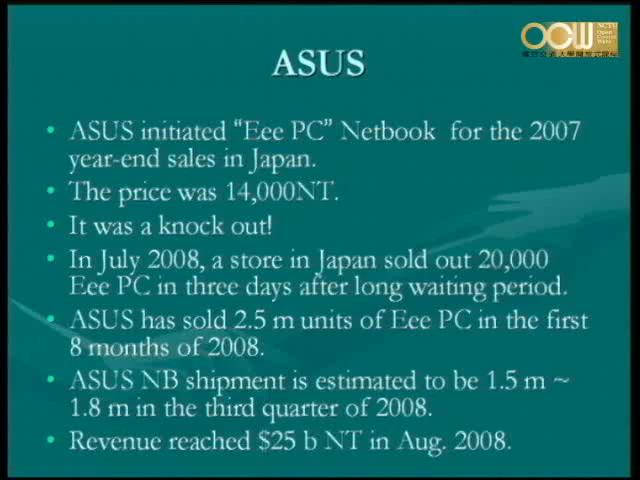 OCW
NCTU
Open
Course
Ware
ASUS
• ASUS initiated “Eee PC” Netbook for the 2007
year-end sales in Japan.
• The price was 14,000NT.
• It was a knock out!
• In July 2008, a store in Japan sold out 20,000
Eee PC in three days after long waiting period.
• ASUS has sold 2.5 m units of Eee PC in the first
8 months of 2008.
• ASUS NB shipment is estimated to be 1.5 m ~
1.8 m in the third quarter of 2008.
• Revenue reached $25 b NT in Aug. 2008.